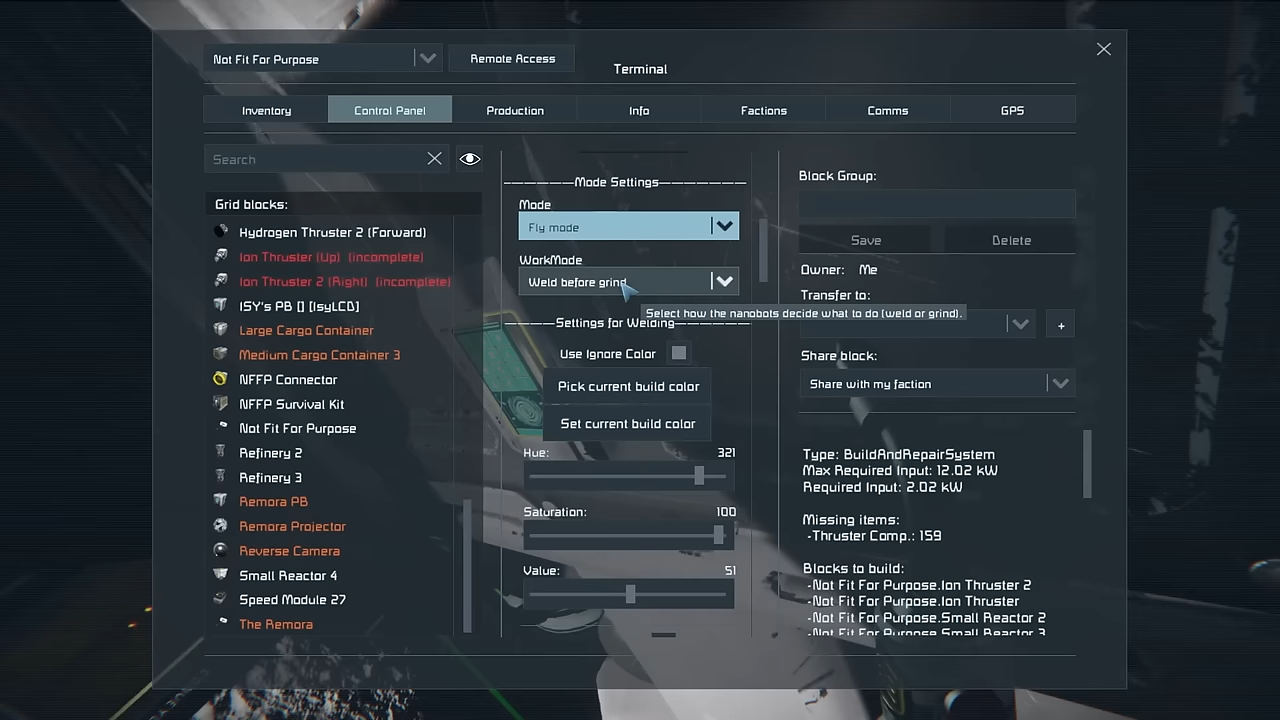 Not Fit For Purpose
Remote Access
Terminal
Inventory
Control Panel
Production
Info
Factions
Comms
GPS
Search
Grid blocks:
Hydrogen Thruster 2 (Forward)
Ion Thruster (Up) (incomplete)
Ion Thruster 2 (Right) (incomplete)
ISY's PB [] [IsyLCD]
Large Cargo Container
Medium Cargo Container 3
NFFP Connector
NFFP Survival Kit
Not Fit For Purpose
Refinery 2
Refinery 3
Remora PB
Remora Projector
Reverse Camera
Small Reactor 4
Speed Module 27
The Remora
Mode Settings
Mode
Fly mode
WorkMode
Weld before grind
Select how the nanobots decide what to do (weld or grind).
Settings for Welding
Use Ignore Color
Pick current build color
Set current build color
Hue: 321
Saturation: 100
Value: 51
Block Group:
Save
Delete
Owner: Me
Transfer to:
+
Share block:
Share with my faction
Type: BuildAndRepairSystem
Max Required Input: 12.02 kW
Required Input: 2.02 kW
Missing items:
-Thruster Comp.: 159
Blocks to build:
-Not Fit For Purpose.Ion Thruster 2
-Not Fit For Purpose.Ion Thruster
-Not Fit For Purpose.Small Reactor 2
-Not Fit For Purpose.Small Reactor 3